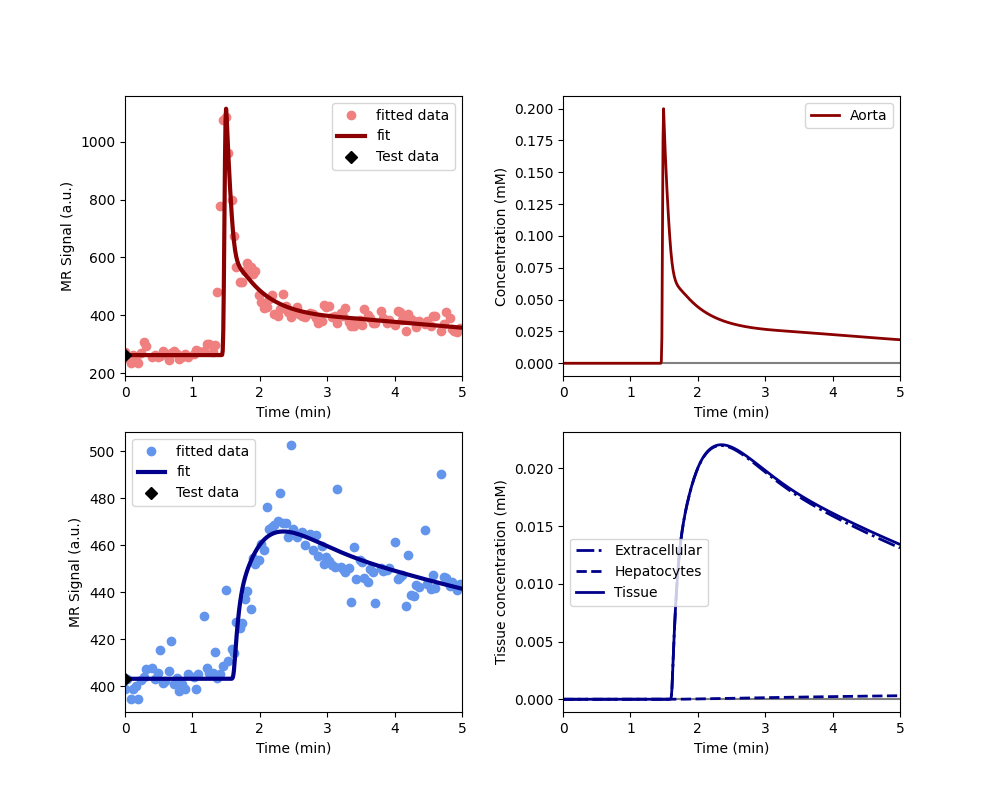 1000
800
600
400
200
MR Signal (a.u.)
fitted data
fit
Test data
0 1 2 3 4 5
Time (min)
0.200
0.175
0.150
0.125
0.100
0.075
0.050
0.025
0.000
Concentration (mM)
Aorta
0 1 2 3 4 5
Time (min)
500
480
460
440
420
400
MR Signal (a.u.)
fitted data
fit
Test data
0 1 2 3 4 5
Time (min)
0.020
0.015
0.010
0.005
0.000
Tissue concentration (mM)
Extracellular
Hepatocytes
Tissue
0 1 2 3 4 5
Time (min)